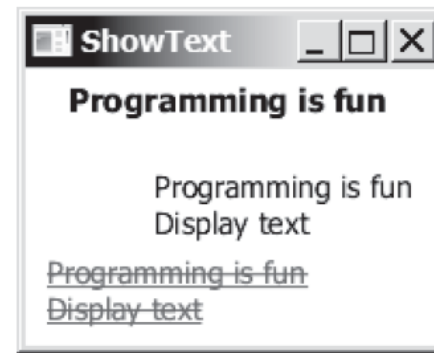 ShowText
Programming is fun
Programming is fun
Display text
Programming is fun
Display text